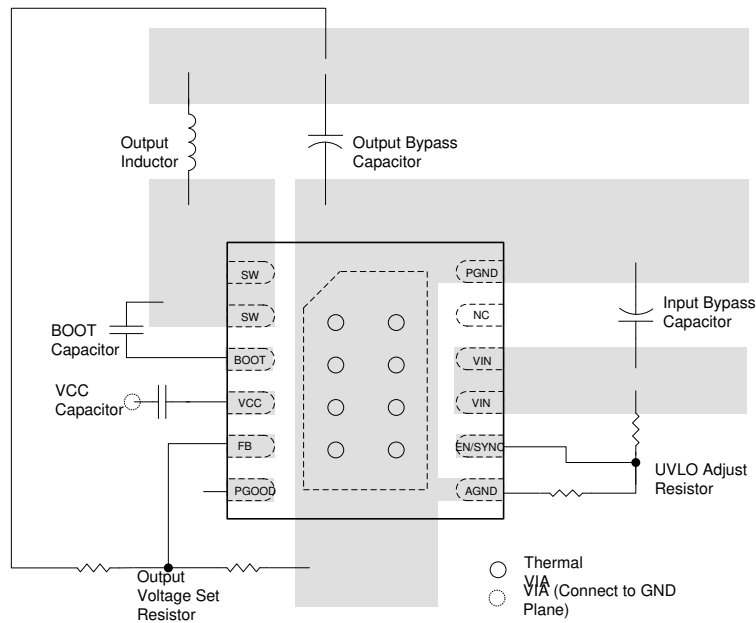 Output
Inductor
Output Bypass
Capacitor
SW
PGND
SW
NC
Input Bypass
Capacitor
BOOT
Capacitor
BOOT
VIN
VCC
Capacitor
VCC
VIN
FB
EN/SYNC
UVLO Adjust
Resistor
PGOOD
AGND
Output
Voltage Set
Resistor
Thermal
VIA
VIA (Connect to GND
Plane)